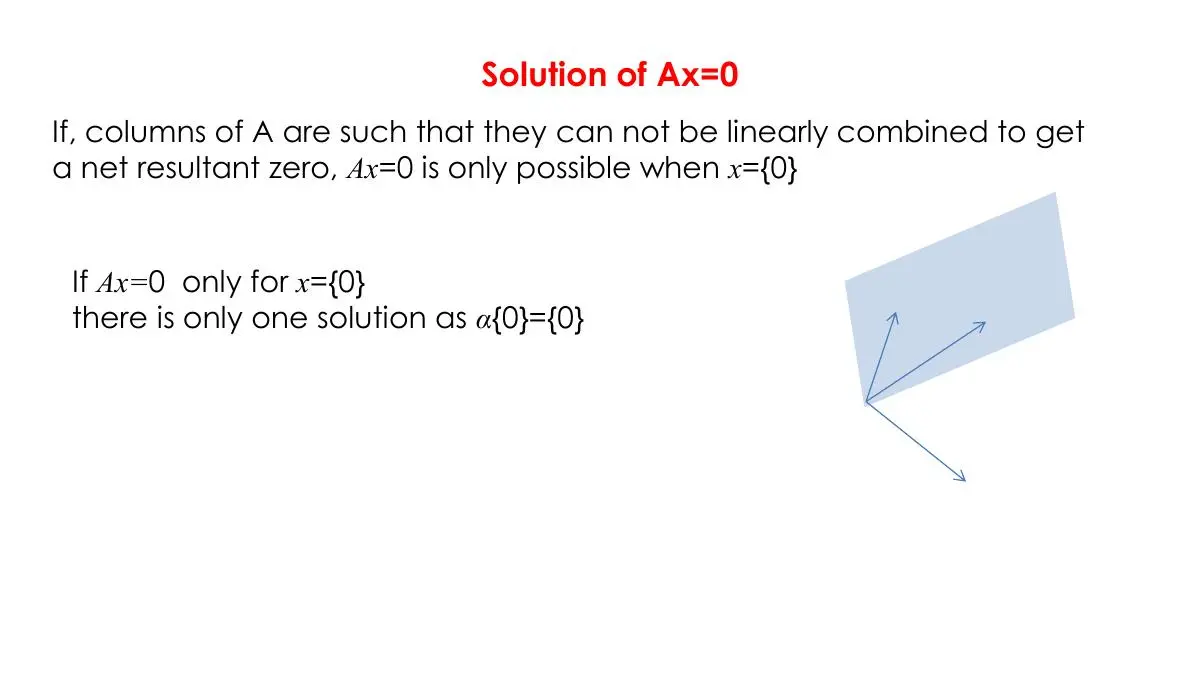 Solution of Ax=0
If, columns of A are such that they can not be linearly combined to get
a net resultant zero, Ax=0 is only possible when x={0}
If Ax=0 only for x={0}
there is only one solution as α{0}={0}